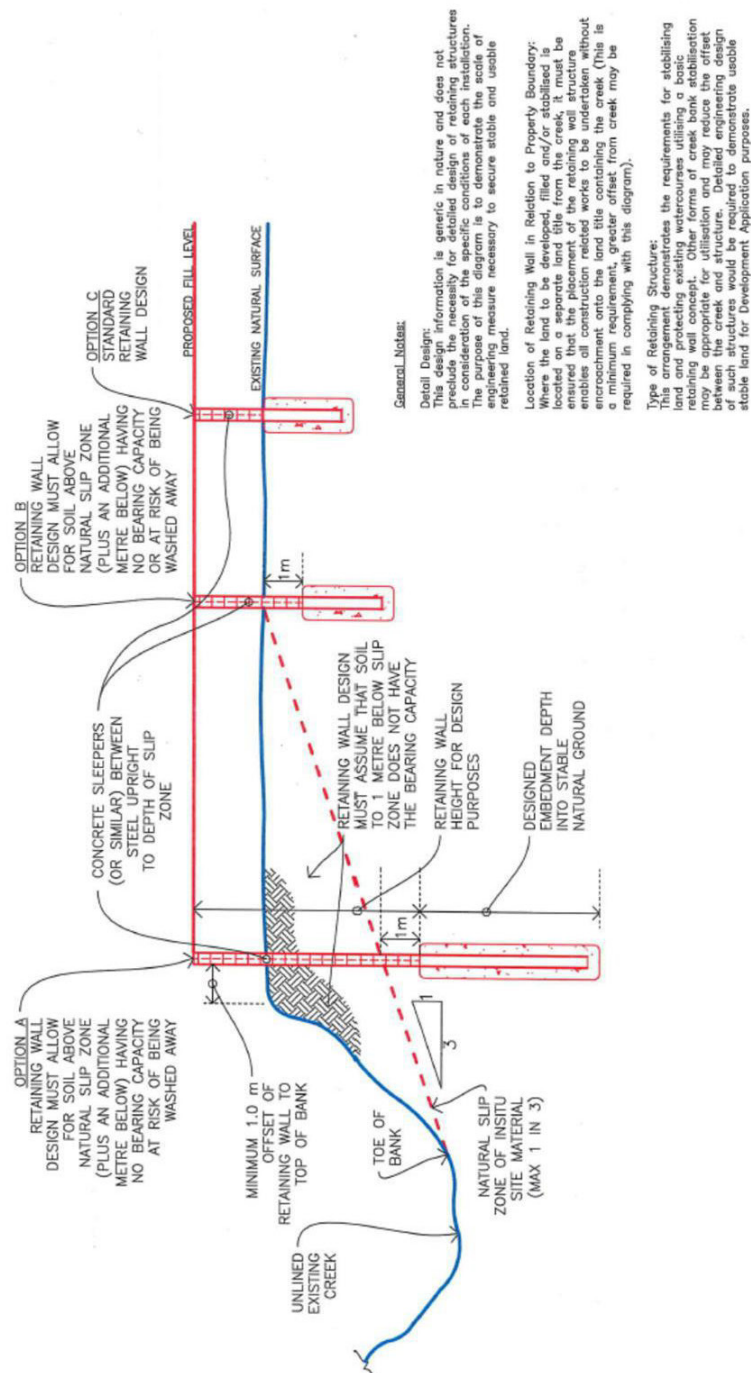 OPTION A
RETAINING WALL
DESIGN MUST ALLOW
FOR SOIL ABOVE
NATURAL SLIP ZONE
(PLUS AN ADDITIONAL
METRE BELOW) HAVING
NO BEARING CAPACITY
AT RISK OF BEING
WASHED AWAY
CONCRETE SLEEPERS
(OR SIMILAR) BETWEEN
STEEL UPRIGHT
TO DEPTH OF SLIP
ZONE
OPTION B
RETAINING WALL
DESIGN MUST ALLOW
FOR SOIL ABOVE
NATURAL SLIP ZONE
(PLUS AN ADDITIONAL
METRE BELOW) HAVING
NO BEARING CAPACITY
OR AT RISK OF BEING
WASHED AWAY
OPTION C
STANDARD
RETAINING
WALL DESIGN
PROPOSED FILL LEVEL
EXISTING NATURAL SURFACE
MINIMUM 1.0 m
OFFSET OF
RETAINING WALL TO
TOP OF BANK
1m
UNLINED
EXISTING
CREEK
TOE OF
BANK
RETAINING WALL DESIGN
MUST ASSUME THAT SOIL
TO 1 METRE BELOW SLIP
ZONE DOES NOT HAVE
THE BEARING CAPACITY
1m
RETAINING WALL
HEIGHT FOR DESIGN
PURPOSES
1
3
NATURAL SLIP
ZONE OF INSITU
SITE MATERIAL
(MAX 1 IN 3)
DESIGNED
EMBEDMENT DEPTH
INTO STABLE
NATURAL GROUND
General Notes:
Detail Design:
This design information is generic in nature and does not
preclude the necessity for detailed design of retaining structures
in consideration of the specific conditions of each installation.
The purpose of this diagram is to demonstrate the scale of
engineering measure necessary to secure stable and usable
retained land.
Location of Retaining Wall in Relation to Property Boundary:
Where the land to be developed, filled and/or stabilised is
located on a separate land title from the creek, it must be
ensured that the placement of the retaining wall structure
enables all construction related works to be undertaken without
encroachment onto the land title containing the creek (This is
a minimum requirement, greater offset from creek may be
required in complying with this diagram).
Type of Retaining Structure:
This arrangement demonstrates the requirements for stabilising
land and protecting existing watercourses utilising a basic
retaining wall concept. Other forms of creek bank stabilisation
may be appropriate for utilisation and may reduce the offset
between the creek and structure. Detailed engineering design
of such structures would be required to demonstrate usable
stable land for Development Application purposes.